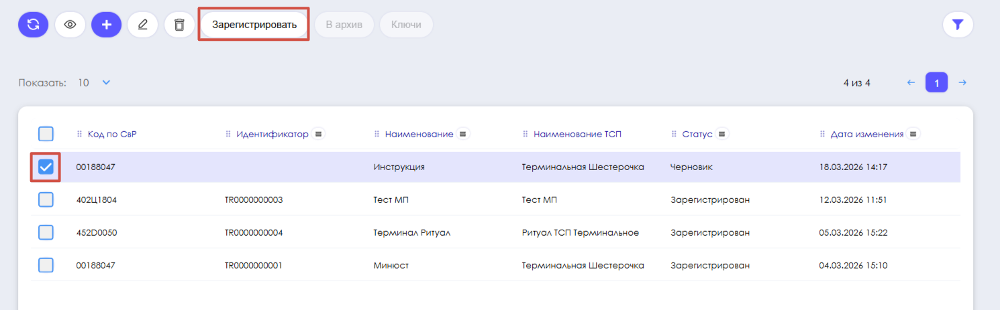 Зарегистрировать В архив Ключи
Показать: 10 4 из 4 1
Код по СвР Идентификатор Наименование Наименование ТСП Статус Дата изменения
00188047 Инструкция Терминальная Шестерочка Черновик 18.03.2026 14:17
402Ц1804 TR0000000003 Тест МП Тест МП Зарегистрирован 12.03.2026 11:51
452D0050 TR0000000004 Терминал Ритуал Ритуал ТСП Терминальное Зарегистрирован 05.03.2026 15:22
00188047 TR0000000001 Минюст Терминальная Шестерочка Зарегистрирован 04.03.2026 15:10